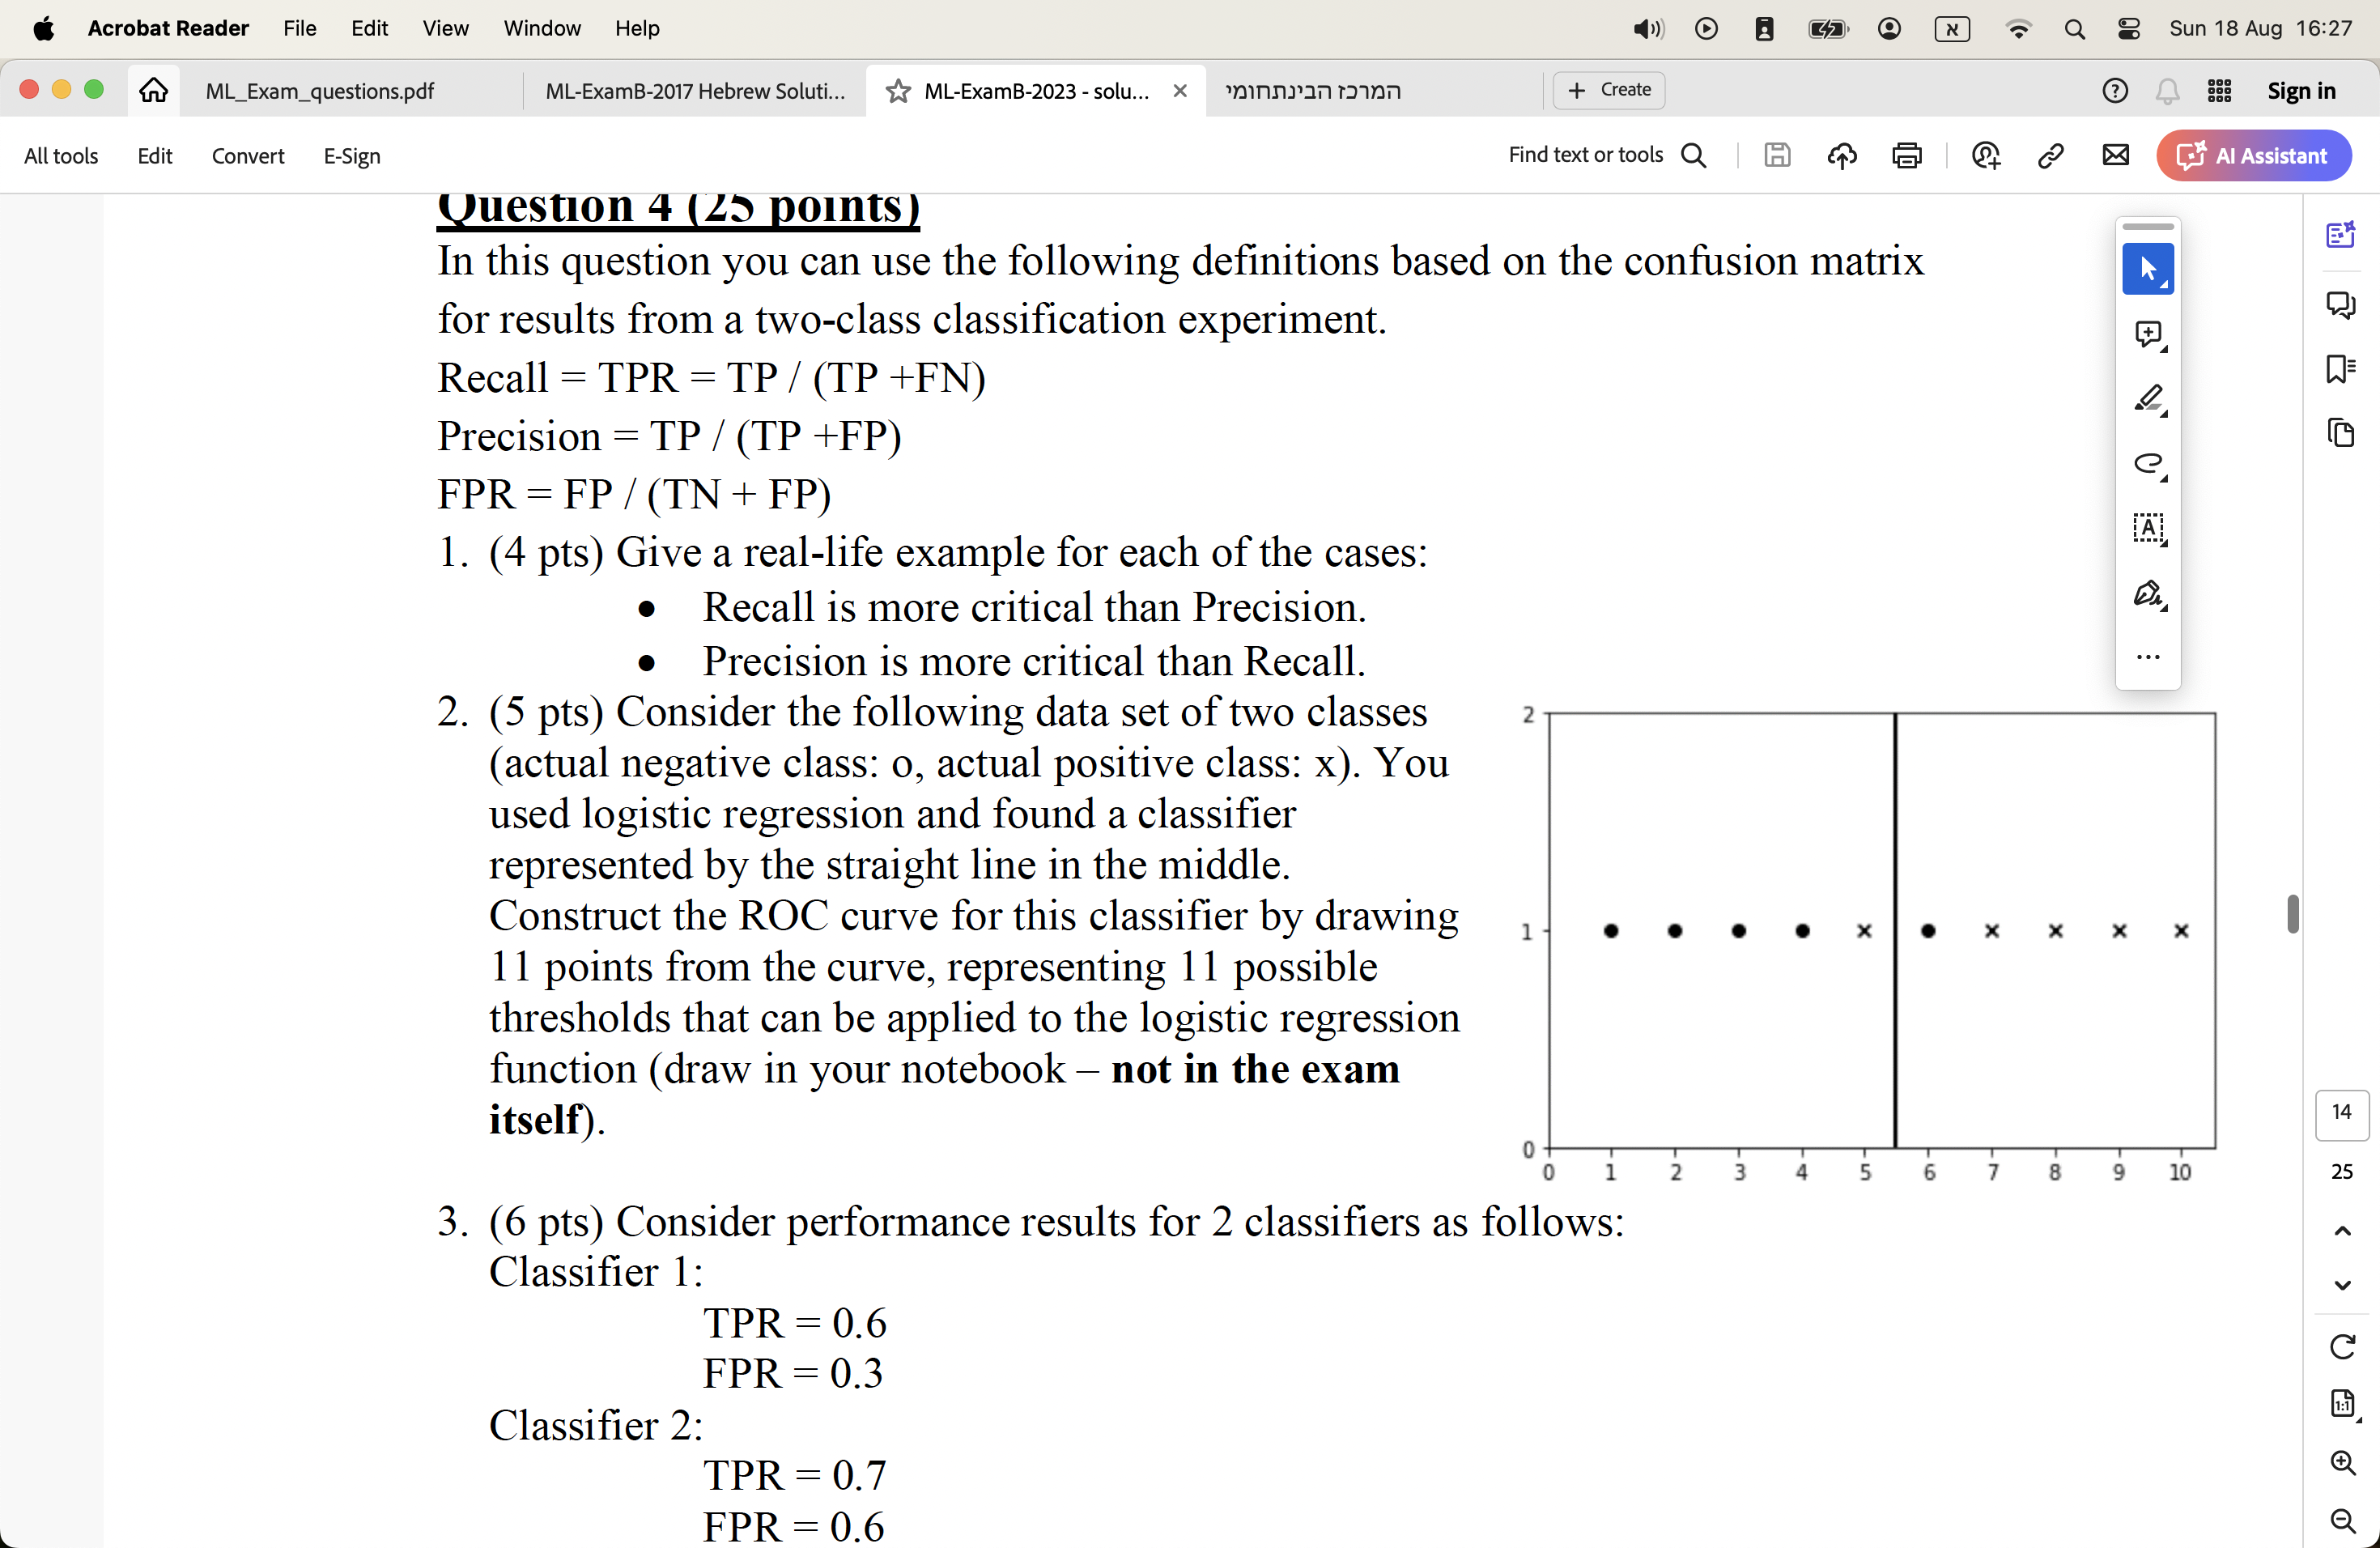 Acrobat Reader File Edit View Window Help א Sun 18 Aug 16:27
ML_Exam_questions.pdf ML-ExamB-2017 Hebrew Soluti... ML-ExamB-2023 - solu... המרכז הבינתחומי + Create Sign in
All tools Edit Convert E-Sign Find text or tools AI Assistant
Question 4 (25 points)
In this question you can use the following definitions based on the confusion matrix
for results from a two-class classification experiment.
Recall = TPR = TP / (TP +FN)
Precision = TP / (TP +FP)
FPR = FP / (TN + FP)
1. (4 pts) Give a real-life example for each of the cases:
• Recall is more critical than Precision.
• Precision is more critical than Recall.
2. (5 pts) Consider the following data set of two classes
(actual negative class: o, actual positive class: x). You
used logistic regression and found a classifier
represented by the straight line in the middle.
Construct the ROC curve for this classifier by drawing
11 points from the curve, representing 11 possible
thresholds that can be applied to the logistic regression
function (draw in your notebook – not in the exam
itself).
2
1
0
0 1 2 3 4 5 6 7 8 9 10
3. (6 pts) Consider performance results for 2 classifiers as follows:
Classifier 1:
TPR = 0.6
FPR = 0.3
Classifier 2:
TPR = 0.7
FPR = 0.6
14
25
1:1